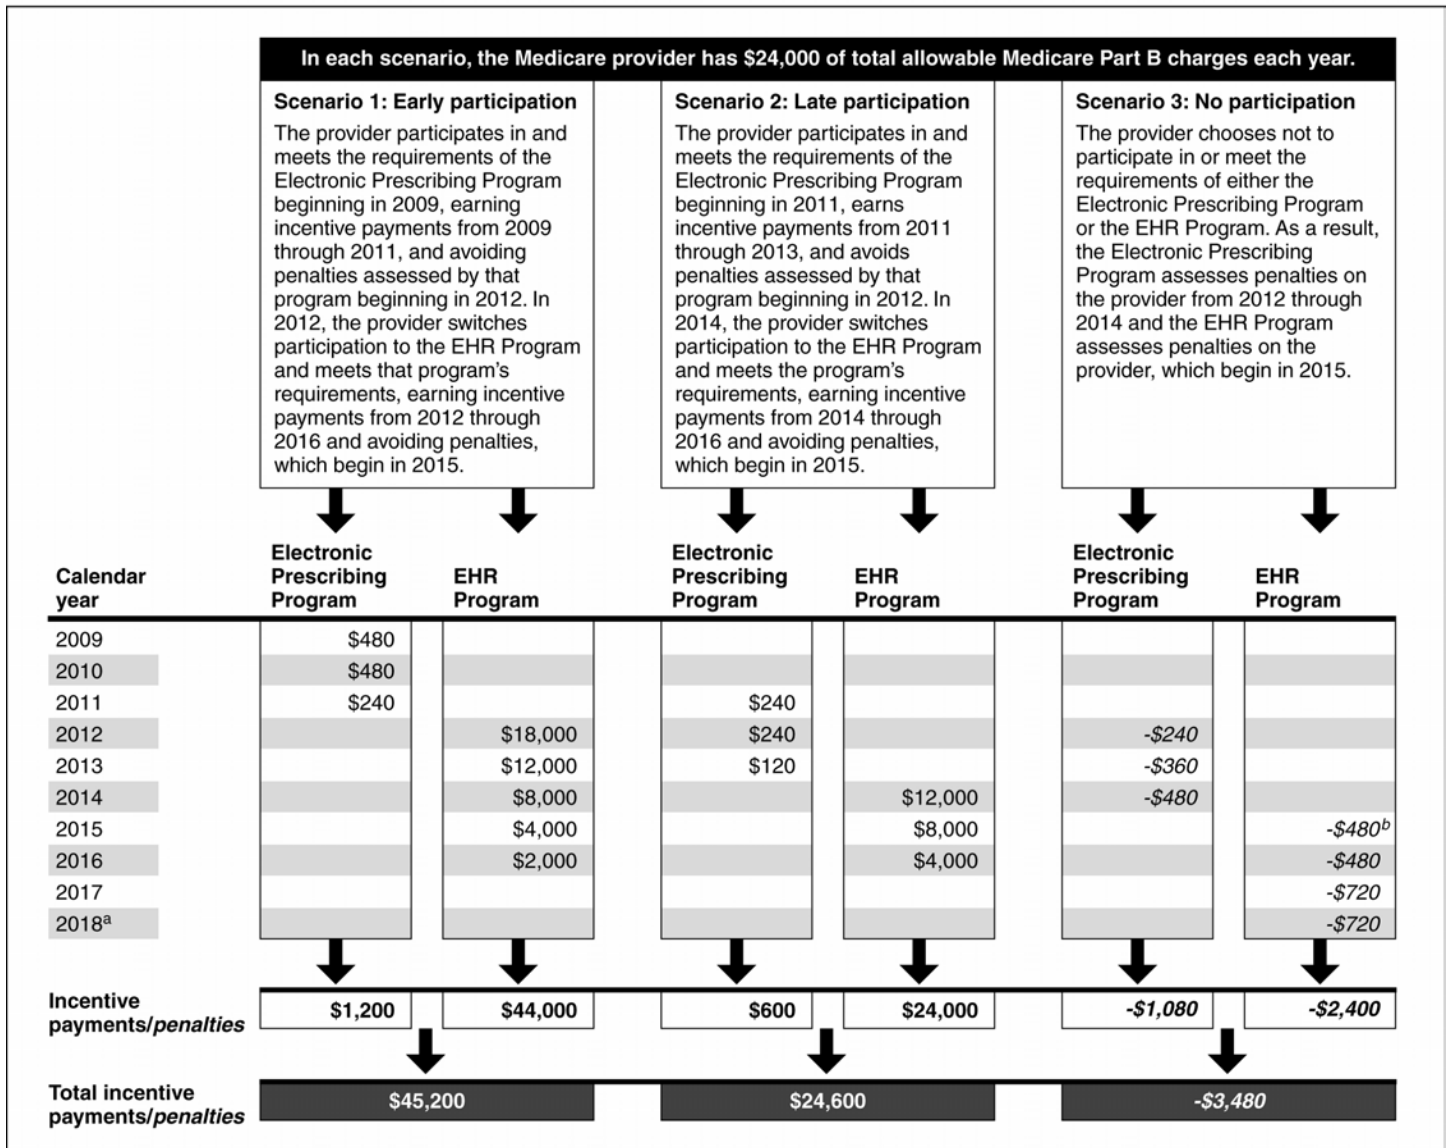 In each scenario, the Medicare provider has $24,000 of total allowable Medicare Part B charges each year.
Scenario 1: Early participation
The provider participates in and
meets the requirements of the
Electronic Prescribing Program
beginning in 2009, earning
incentive payments from 2009
through 2011, and avoiding
penalties assessed by that
program beginning in 2012. In
2012, the provider switches
participation to the EHR Program
and meets that program's
requirements, earning incentive
payments from 2012 through
2016 and avoiding penalties,
which begin in 2015.
Scenario 2: Late participation
The provider participates in and
meets the requirements of the
Electronic Prescribing Program
beginning in 2011, earns
incentive payments from 2011
through 2013, and avoids
penalties assessed by that
program beginning in 2012. In
2014, the provider switches
participation to the EHR Program
and meets the program's
requirements, earning incentive
payments from 2014 through
2016 and avoiding penalties,
which begin in 2015.
Scenario 3: No participation
The provider chooses not to
participate in or meet the
requirements of either the
Electronic Prescribing Program
or the EHR Program. As a result,
the Electronic Prescribing
Program assesses penalties on
the provider from 2012 through
2014 and the EHR Program
assesses penalties on the
provider, which begin in 2015.
Calendar
year
Electronic
Prescribing
Program
EHR
Program
Electronic
Prescribing
Program
EHR
Program
Electronic
Prescribing
Program
EHR
Program
2009 $480
2010 $480
2011 $240 $240
2012 $18,000 $240 -$240
2013 $12,000 $120 -$360
2014 $8,000 $12,000 -$480
2015 $4,000 $8,000 -$480b
2016 $2,000 $4,000 -$480
2017 -$720
2018a -$720
Incentive
payments/penalties
$1,200 $44,000 $600 $24,000 -$1,080 -$2,400
Total incentive
payments/penalties
$45,200 $24,600 -$3,480